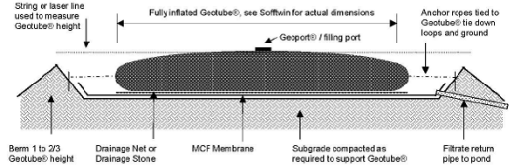 String or laser line
used to measure
Geotube® height
Fully inflated Geotube®, see Sofftwin for actual dimensions
Geoport® / filling port
Anchor ropes tied to
Geotube® tie down
loops and ground
Berm 1 to 2/3
Geotube® height
Drainage Net or
Drainage Stone
MCF Membrane
Subgrade compacted as
required to support Geotube®
Filtrate return
pipe to pond